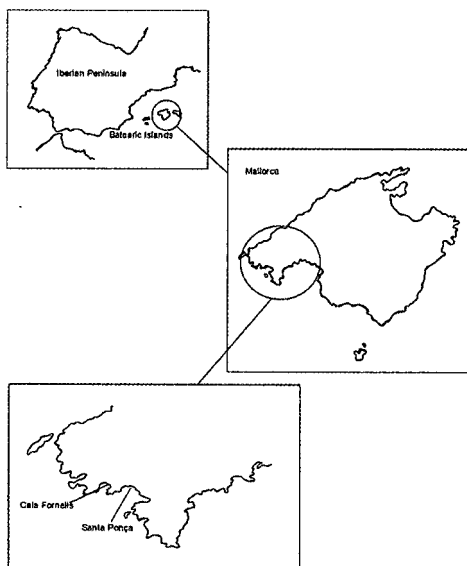 Iberian Peninsula
Balearic Islands
Mallorca
Cala Fornells
Santa Ponça